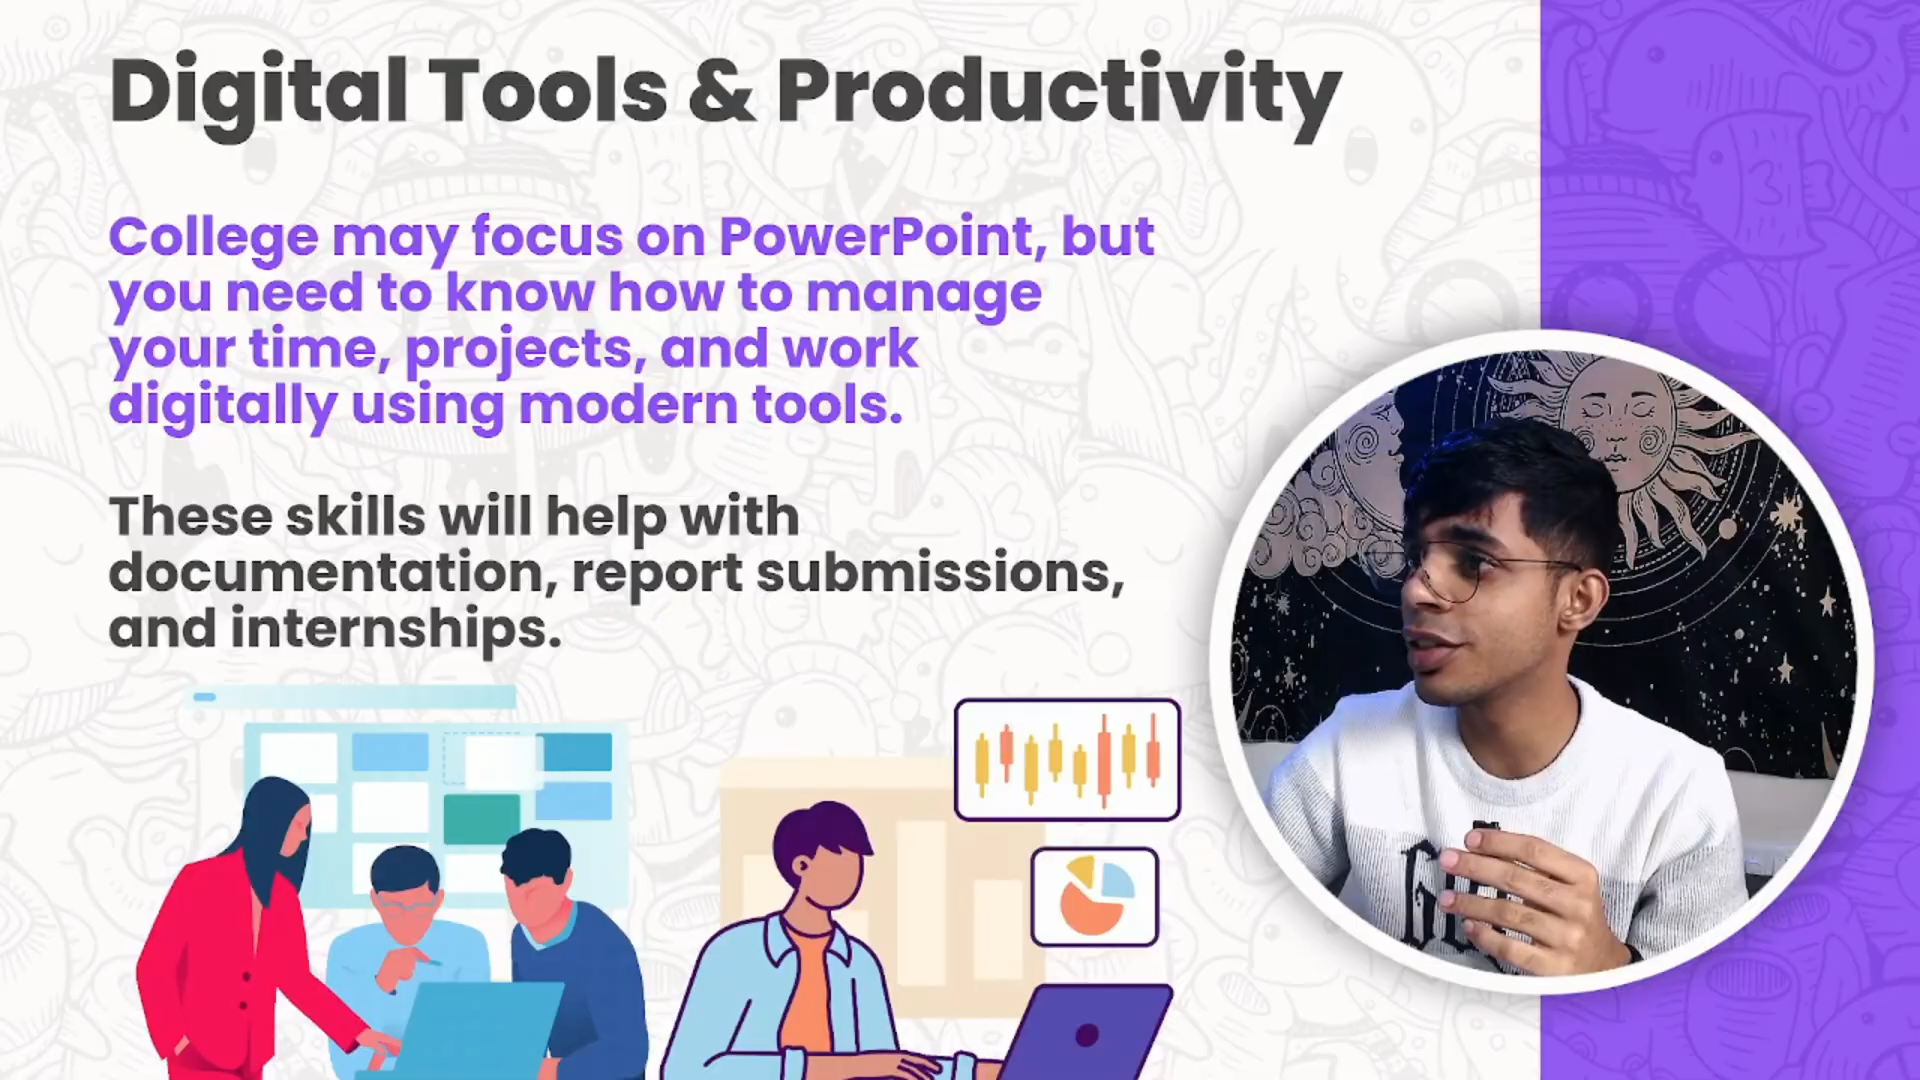 Digital Tools & Productivity
College may focus on PowerPoint, but
you need to know how to manage
your time, projects, and work
digitally using modern tools.
These skills will help with
documentation, report submissions,
and internships.